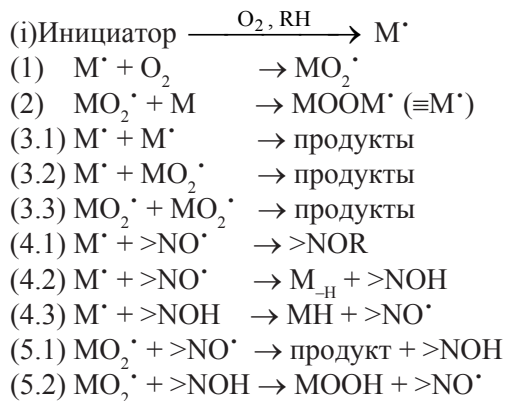 (i)Инициатор O₂, RH → M˙
(1) M˙ + O₂ → MO₂˙
(2) MO₂˙ + M → MOOM˙ (≡M˙)
(3.1) M˙ + M˙ → продукты
(3.2) M˙ + MO₂˙ → продукты
(3.3) MO₂˙ + MO₂˙ → продукты
(4.1) M˙ + >NO˙ → >NOR
(4.2) M˙ + >NO˙ → M₋H + >NOH
(4.3) M˙ + >NOH → MH + >NO˙
(5.1) MO₂˙ + >NO˙ → продукт + >NOH
(5.2) MO₂˙ + >NOH → MOOH + >NO˙